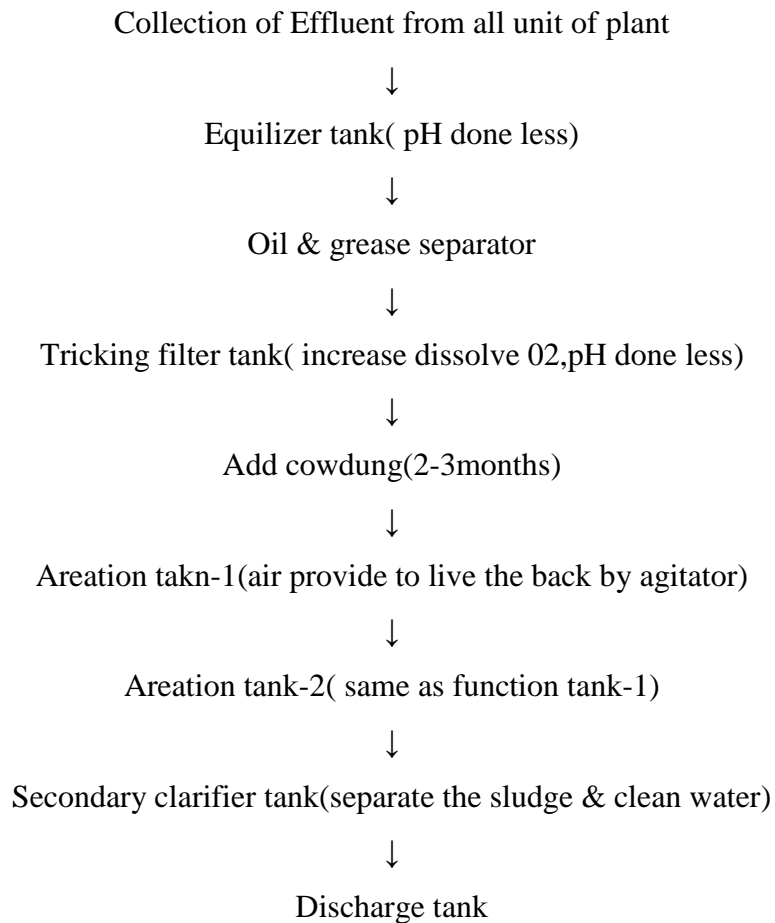 Collection of Effluent from all unit of plant
↓
Equilizer tank( pH done less)
↓
Oil & grease separator
↓
Tricking filter tank( increase dissolve 02,pH done less)
↓
Add cowdung(2-3months)
↓
Areation takn-1(air provide to live the back by agitator)
↓
Areation tank-2( same as function tank-1)
↓
Secondary clarifier tank(separate the sludge & clean water)
↓
Discharge tank